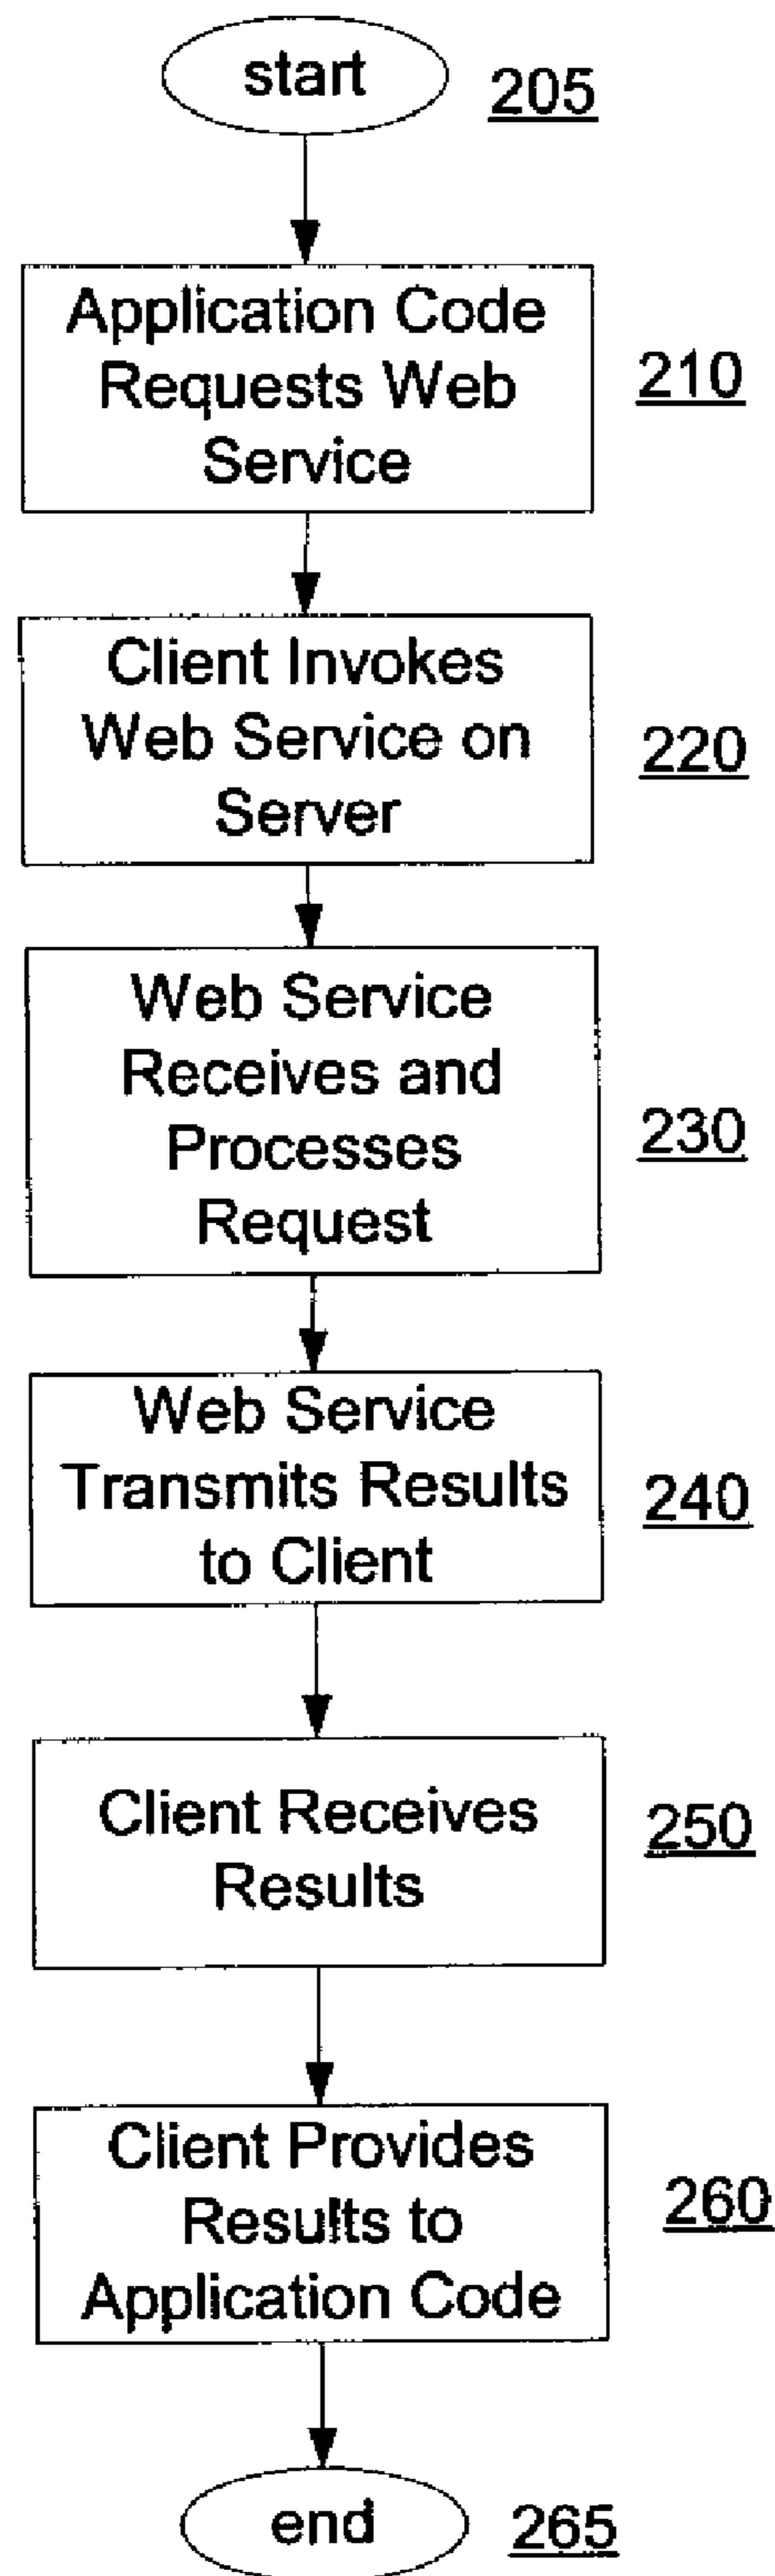 start
205
Application Code
Requests Web
Service
210
Client Invokes
Web Service on
Server
220
Web Service
Receives and
Processes
Request
230
Web Service
Transmits Results
to Client
240
Client Receives
Results
250
Client Provides
Results to
Application Code
260
end
265